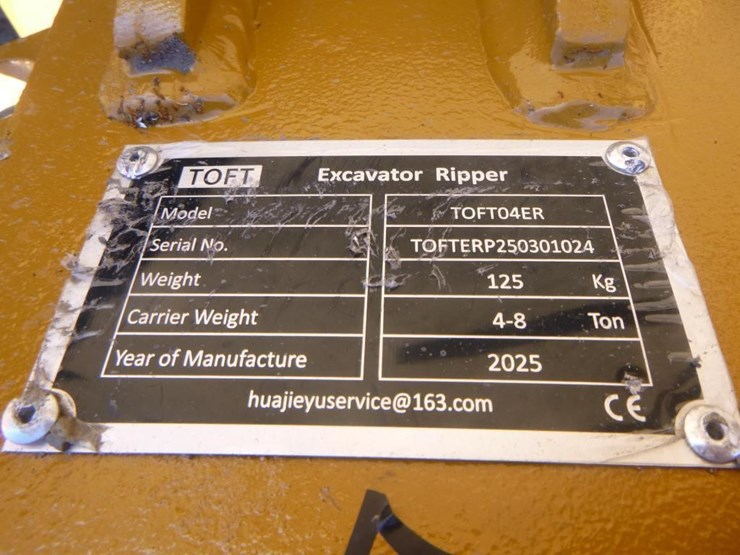 TOFT Excavator Ripper
Model TOFT04ER
Serial No. TOFTERP250301024
Weight 125 Kg
Carrier Weight 4-8 Ton
Year of Manufacture 2025
huajieyuservice@163.com CE